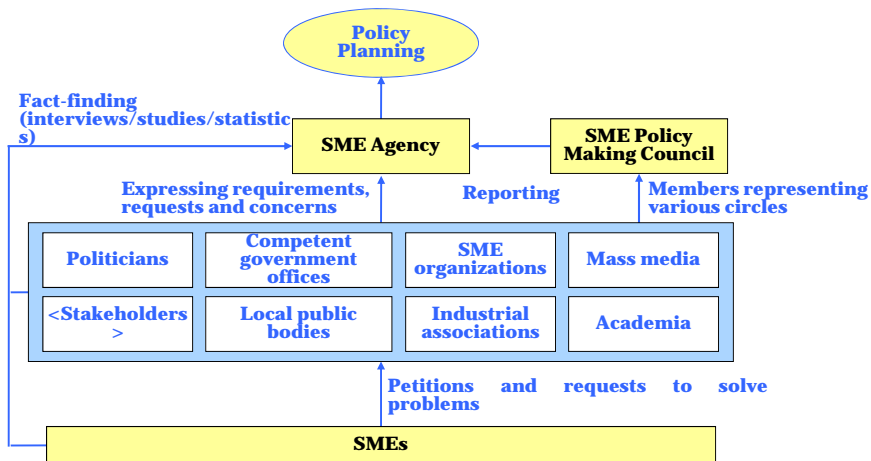 Policy
Planning
Fact-finding
(interviews/studies/statistic
s)
SME Agency
SME Policy
Making Council
Expressing requirements,
requests and concerns
Reporting
Members representing
various circles
Politicians
Competent
government
offices
SME
organizations
Mass media
<Stakeholders
>
Local public
bodies
Industrial
associations
Academia
Petitions and requests to solve
problems
SMEs